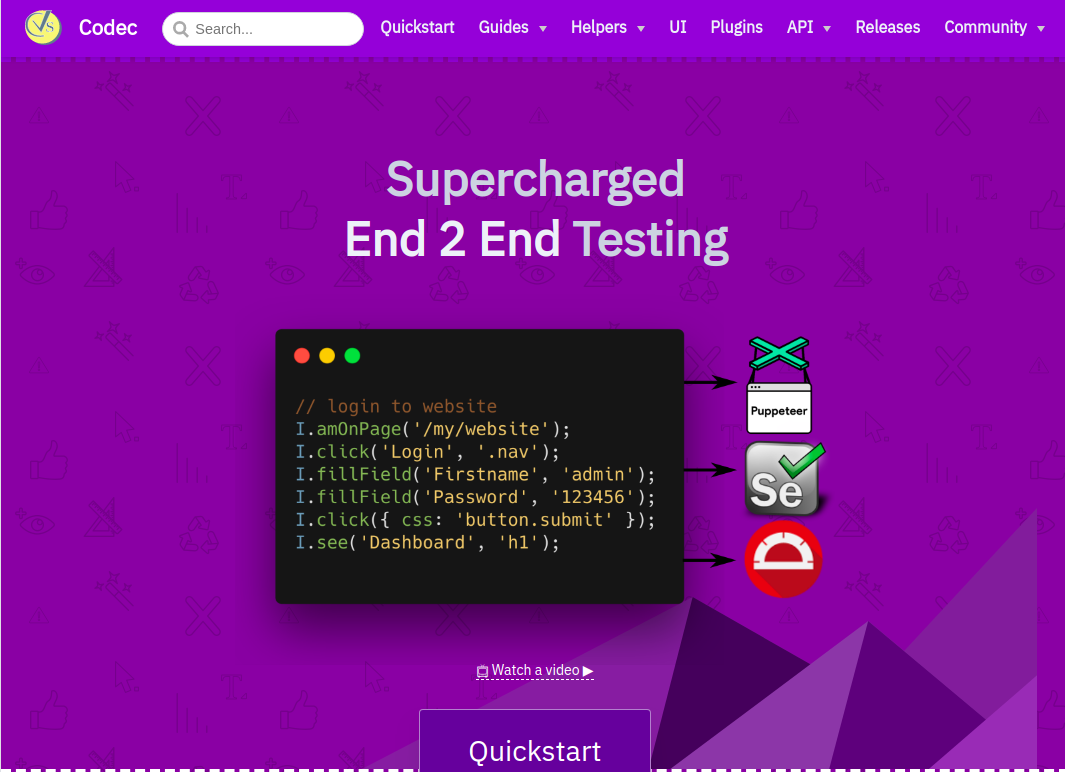 VS
Codec
Search...
Quickstart
Guides
Helpers
UI
Plugins
API
Releases
Community
Supercharged
End 2 End Testing
// login to website
I.amOnPage('/my/website');
I.click('Login', '.nav');
I.fillField('Firstname', 'admin');
I.fillField('Password', '123456');
I.click({ css: 'button.submit' });
I.see('Dashboard', 'h1');
Puppeteer
Se
Watch a video ▶
Quickstart